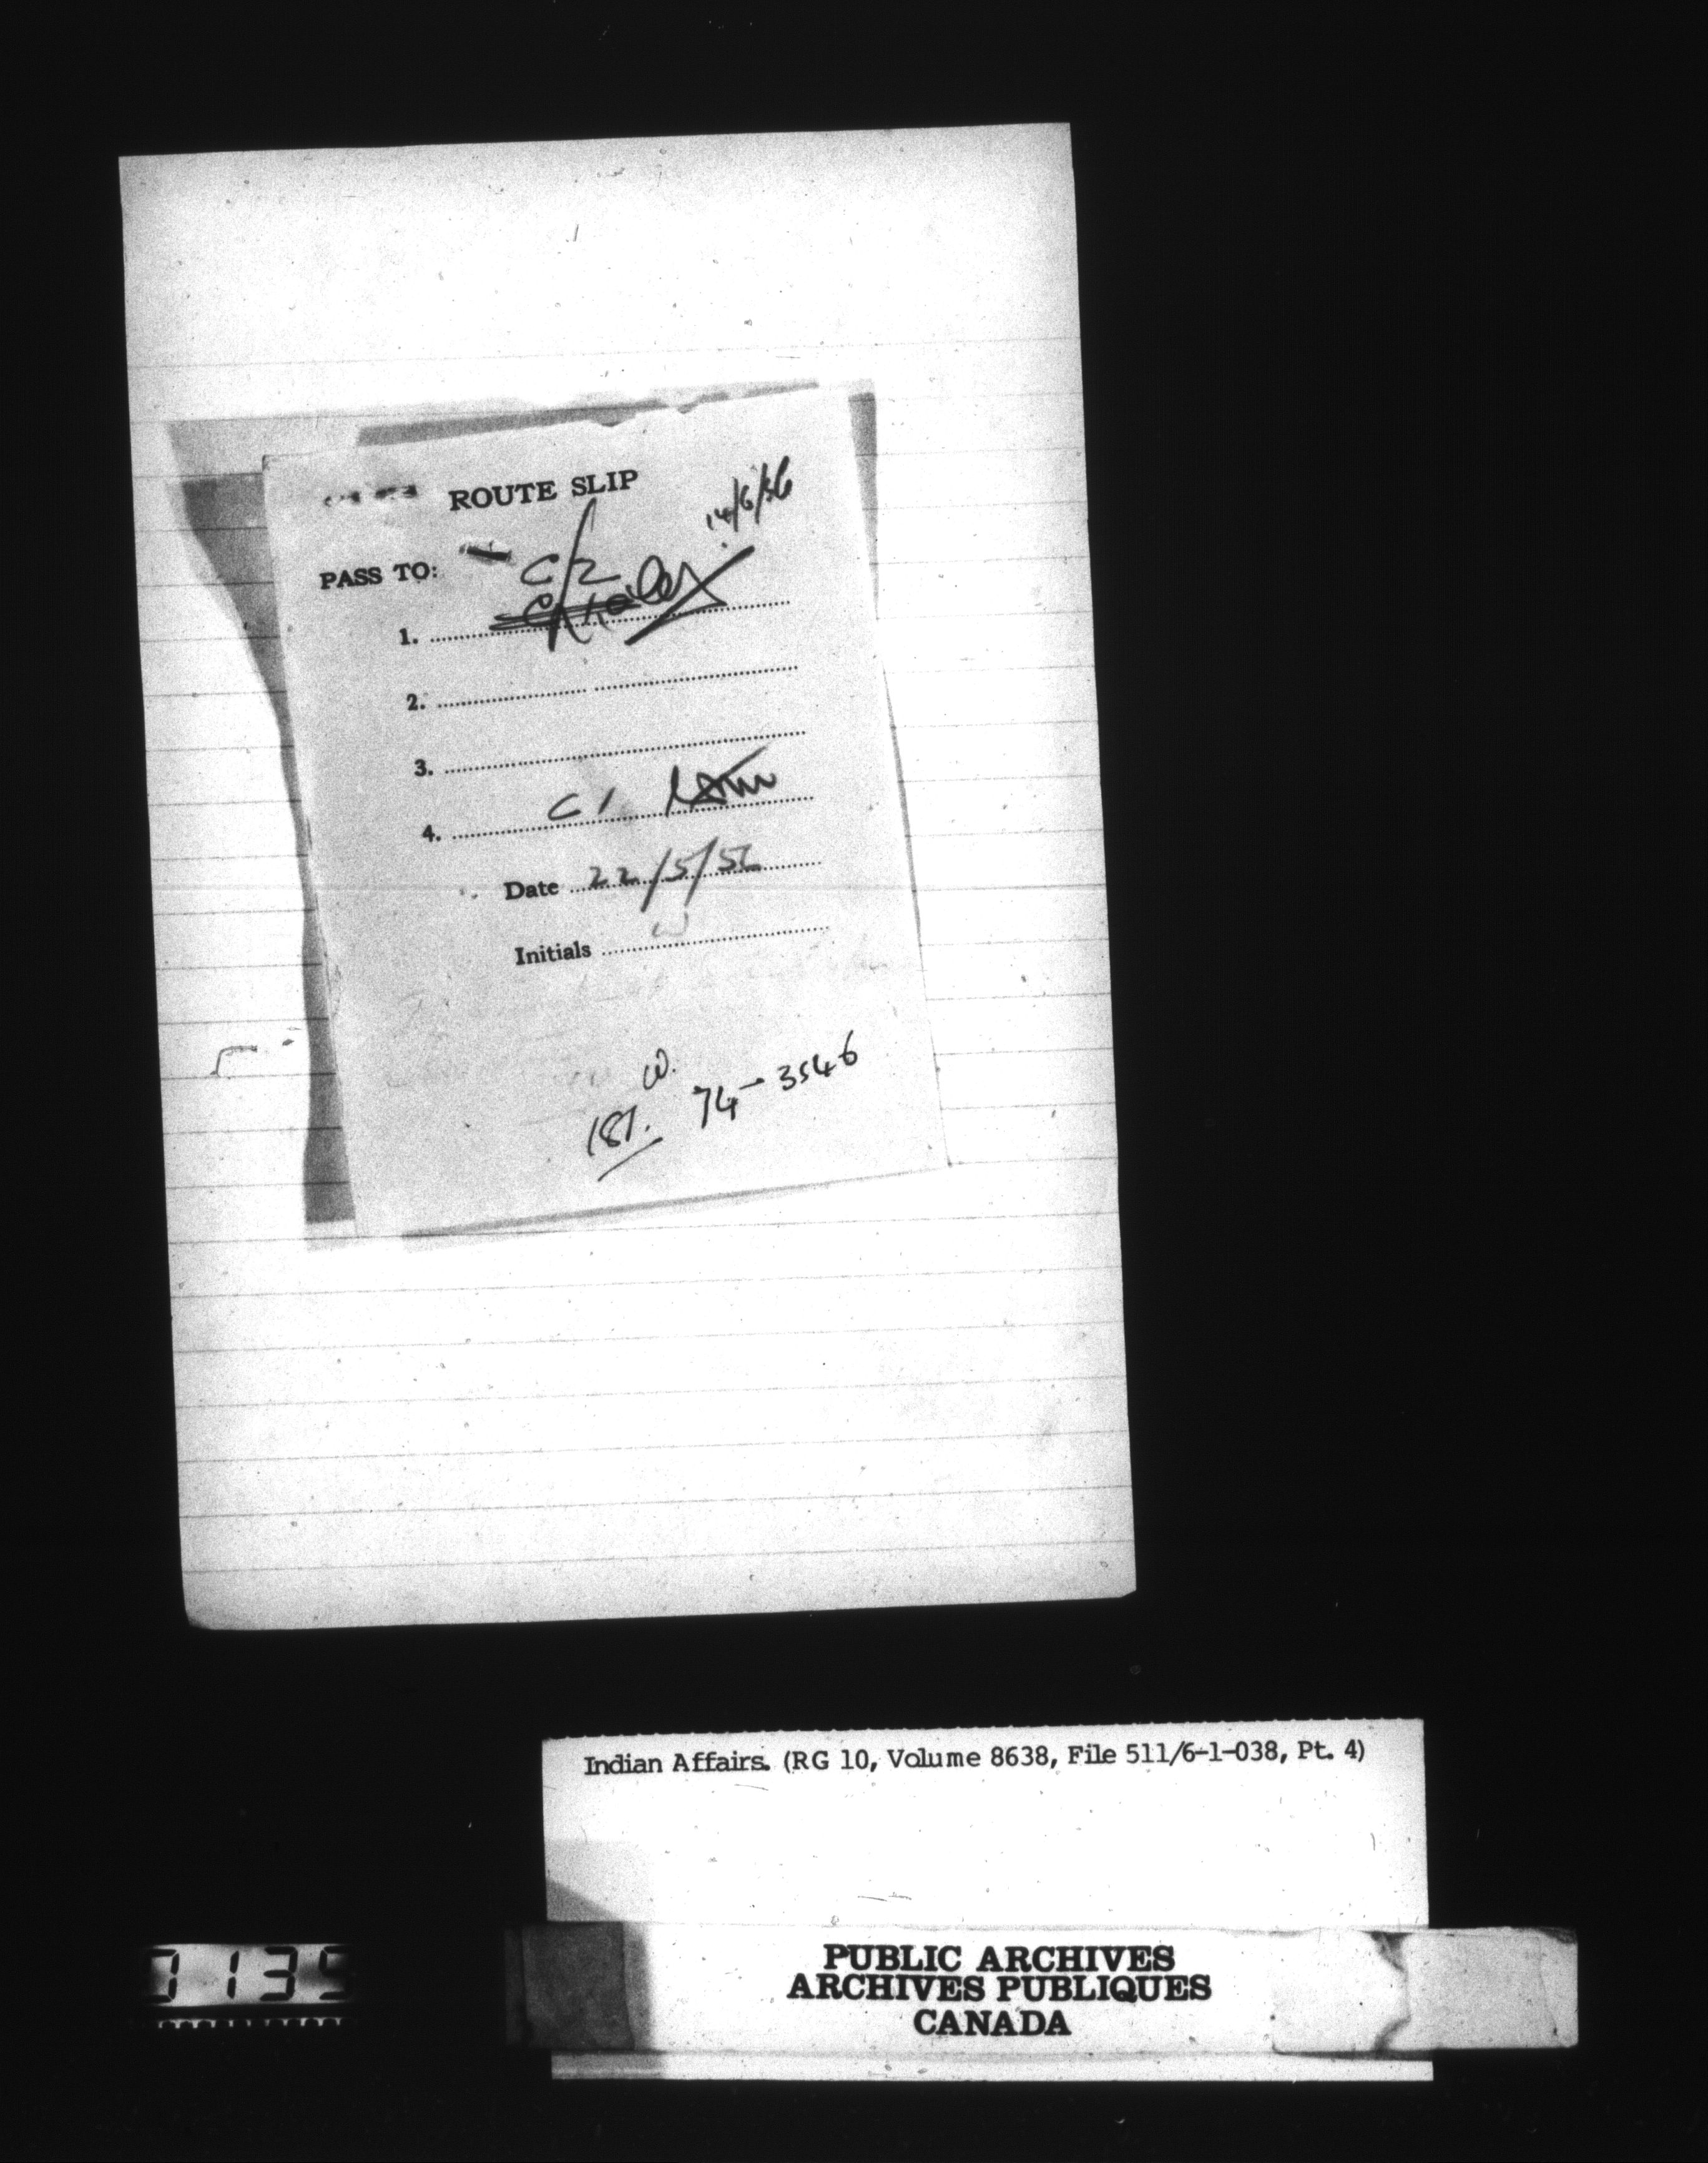 ROUTE SLIP
14/6/56
PASS TO:
C/2
1.
2.
3.
4. C1
Date 22/5/56
Initials W
W.
181. 74-3546
Indian Affairs. (RG 10, Volume 8638, File 511/6-1-038, Pt. 4)
PUBLIC ARCHIVES
ARCHIVES PUBLIQUES
CANADA
7135